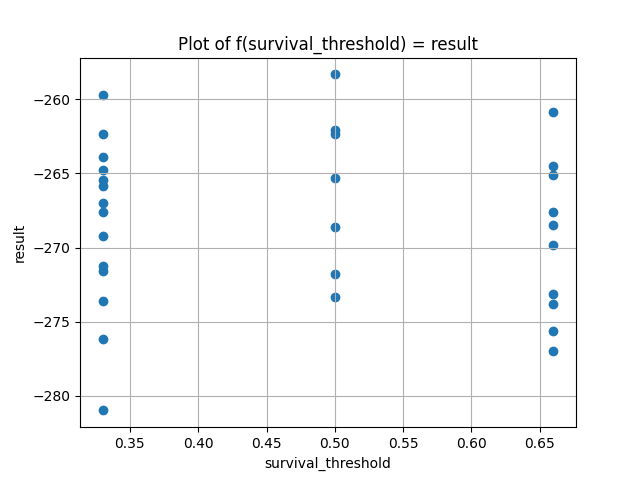 Plot of f(survival_threshold) = result
−260
−265
−270
−275
−280
result
0.35 0.40 0.45 0.50 0.55 0.60 0.65
survival_threshold